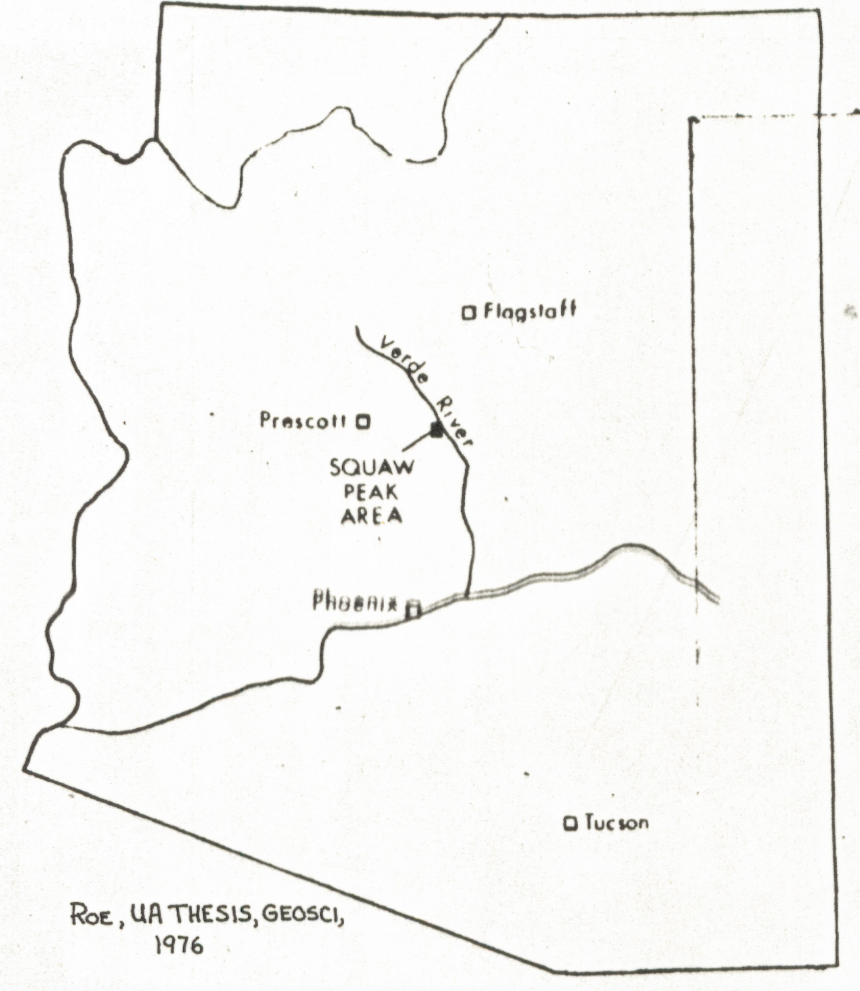 Flagstaff
Verde River
Prescott
SQUAW
PEAK
AREA
Phoenix
Tucson
ROE, UA THESIS, GEOSCI,
1976